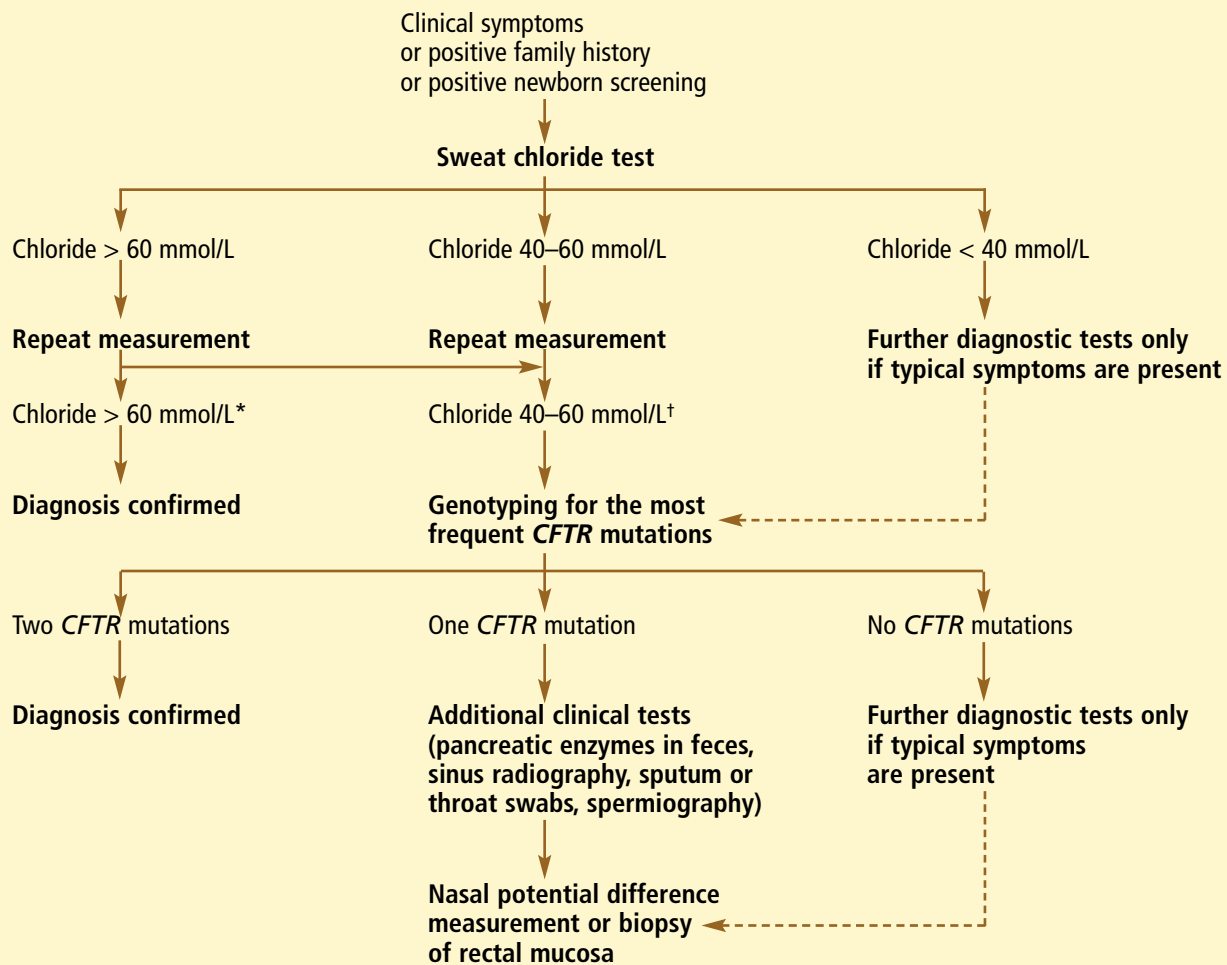 Clinical symptoms
or positive family history
or positive newborn screening
Sweat chloride test
Chloride > 60 mmol/L
Chloride 40–60 mmol/L
Chloride < 40 mmol/L
Repeat measurement
Repeat measurement
Further diagnostic tests only
if typical symptoms are present
Chloride > 60 mmol/L*
Chloride 40–60 mmol/L†
Diagnosis confirmed
Genotyping for the most
frequent CFTR mutations
Two CFTR mutations
One CFTR mutation
No CFTR mutations
Diagnosis confirmed
Additional clinical tests
(pancreatic enzymes in feces,
sinus radiography, sputum or
throat swabs, spermiography)
Further diagnostic tests only
if typical symptoms
are present
Nasal potential difference
measurement or biopsy
of rectal mucosa